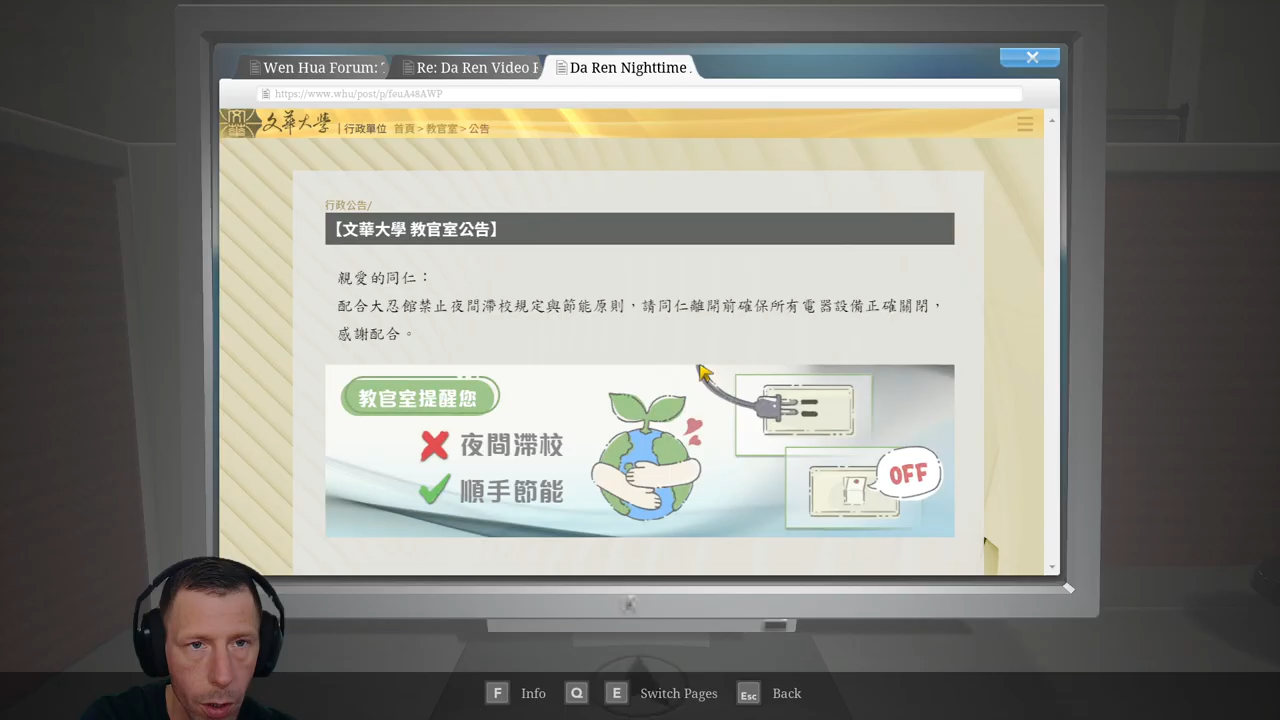 Wen Hua Forum:
Re: Da Ren Video
Da Ren Nighttime
https://www.whu/post/p/feuA48AWP
文華大學 | 行政單位 首頁 > 教官室 > 公告
行政公告/
【文華大學 教官室公告】
親愛的同仁：
配合大忍館禁止夜間滯校規定與節能原則，請同仁離開前確保所有電器設備正確關閉，
感謝配合。
教官室提醒您
夜間滯校
順手節能
OFF
F Info Q E Switch Pages Esc Back